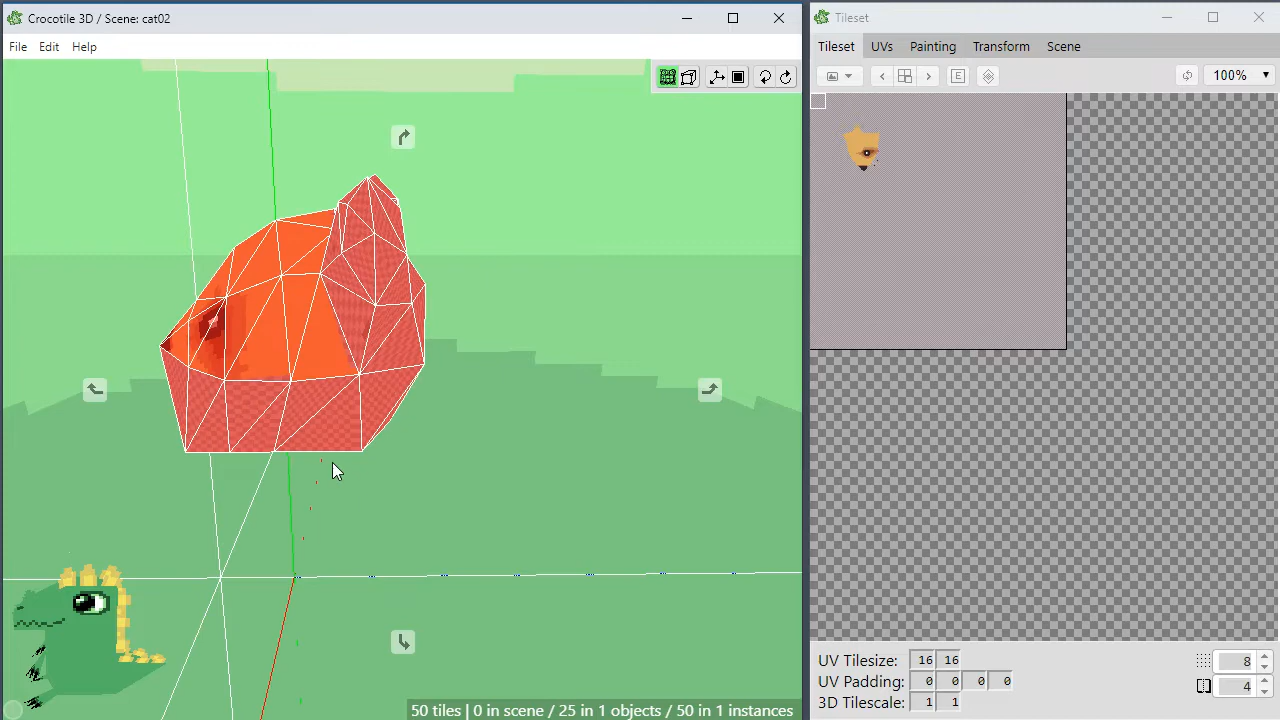 Crocotile 3D / Scene: cat02
File Edit Help
50 tiles | 0 in scene / 25 in 1 objects / 50 in 1 instances
Tileset
Tileset UVs Painting Transform Scene
E 100%
UV Tilesize: 16 16 8
UV Padding: 0 0 0 0 4
3D Tilescale: 1 1